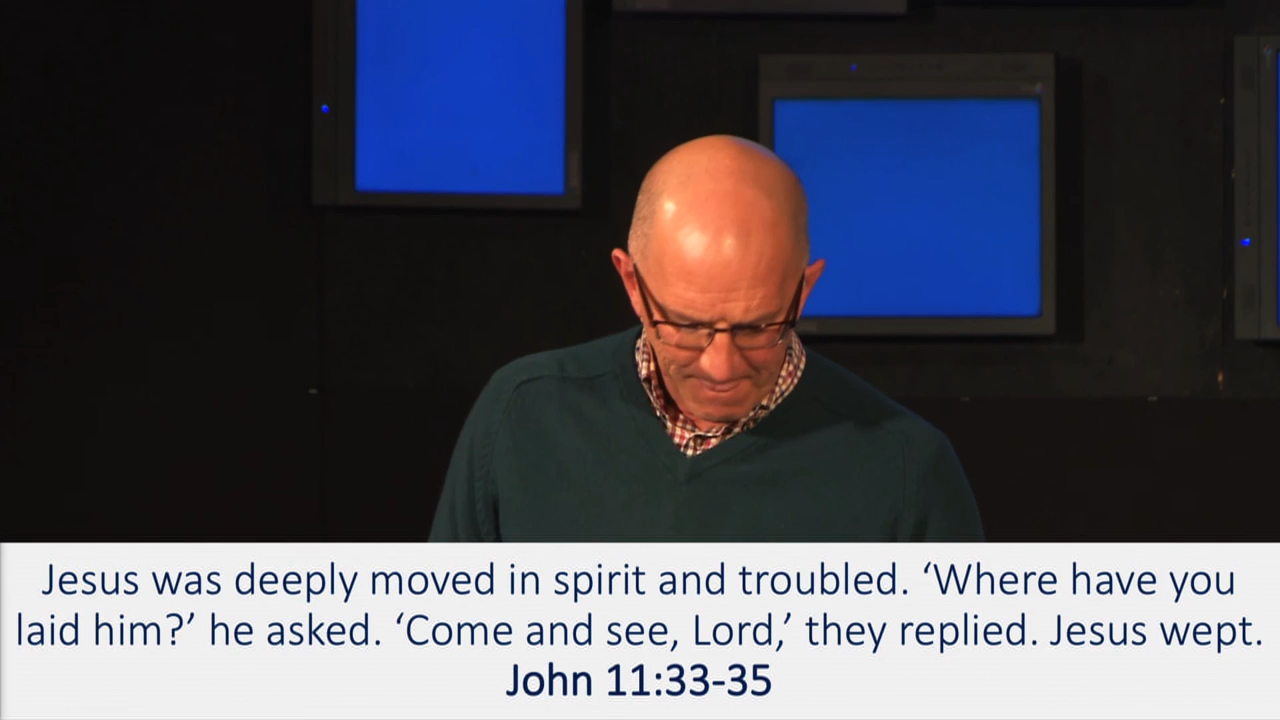 Jesus was deeply moved in spirit and troubled. ‘Where have you
laid him?’ he asked. ‘Come and see, Lord,’ they replied. Jesus wept.
John 11:33-35